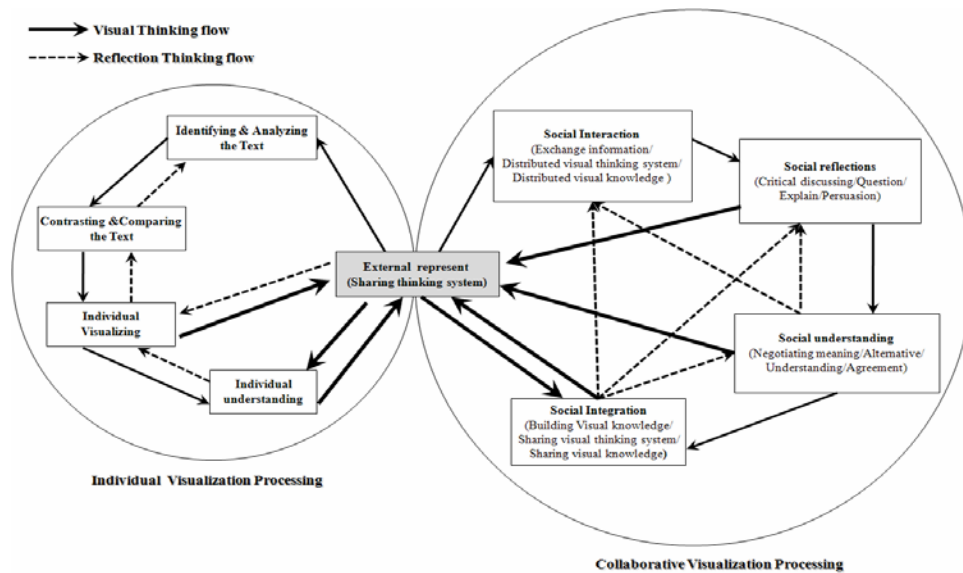 Visual Thinking flow
Reflection Thinking flow
Identifying & Analyzing
the Text
Contrasting &Comparing
the Text
Individual
Visualizing
Individual
understanding
Individual Visualization Processing
External represent
(Sharing thinking system)
Social Interaction
(Exchange information/
Distributed visual thinking system/
Distributed visual knowledge )
Social reflections
(Critical discussing/Question/
Explain/Persuasion)
Social understanding
(Negotiating meaning/Alternative/
Understanding/Agreement)
Social Integration
(Building Visual knowledge/
Sharing visual thinking system/
Sharing visual knowledge)
Collaborative Visualization Processing